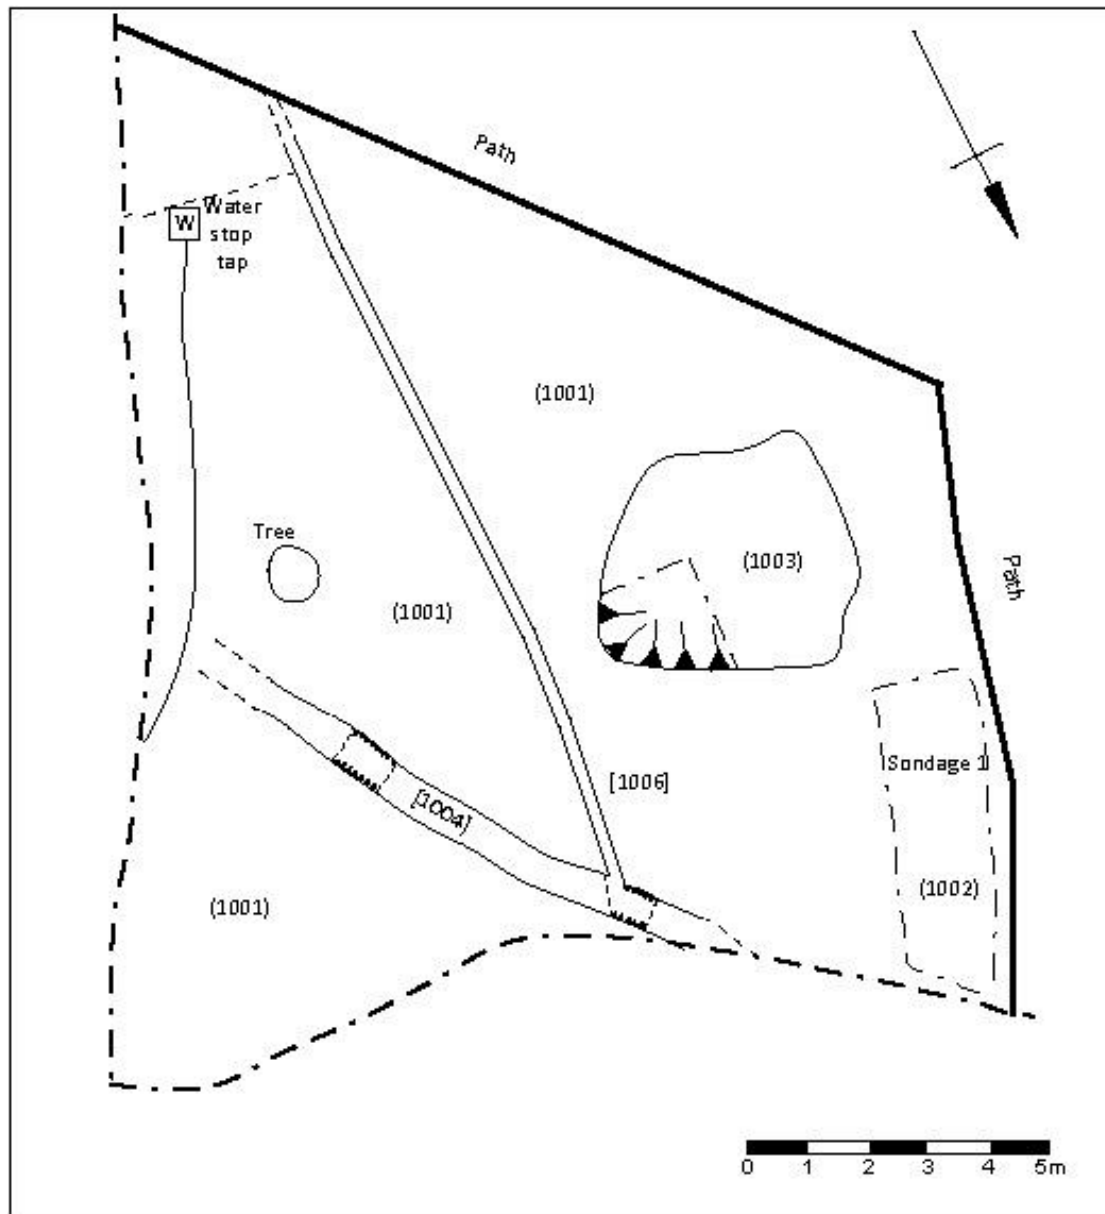 Path
W
Water
stop
tap
(1001)
Tree
(1003)
Path
(1001)
Sondage 1
[1006]
[1004]
(1002)
(1001)
0 1 2 3 4 5m